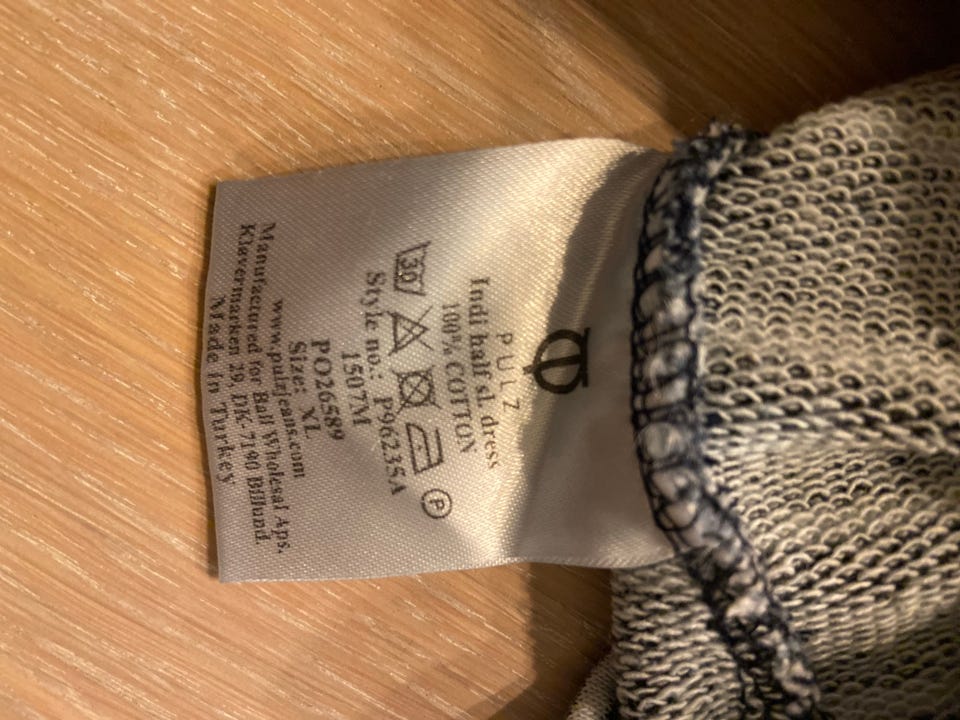 PULZ
Indi half sl. dress
100% COTTON
30
P
Style no.: P96235A
1507M
PO26589
Size: XL
www.pulzjeans.com
Manufactured for Ball Wholesal Aps.
Kløvermarken 29, DK- 7190 Billund.
Made in Turkey